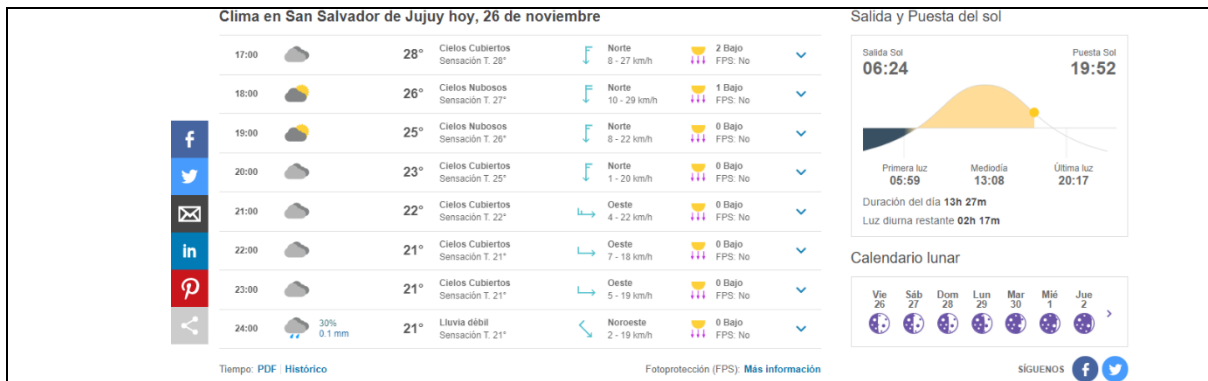 Clima en San Salvador de Jujuy hoy, 26 de noviembre
17:00 28° Cielos Cubiertos Norte 2 Bajo
Sensación T. 28° 8 - 27 km/h FPS: No
18:00 26° Cielos Nubosos Norte 1 Bajo
Sensación T. 27° 10 - 29 km/h FPS: No
19:00 25° Cielos Nubosos Norte 0 Bajo
Sensación T. 26° 8 - 22 km/h FPS: No
20:00 23° Cielos Cubiertos Norte 0 Bajo
Sensación T. 25° 1 - 20 km/h FPS: No
21:00 22° Cielos Cubiertos Oeste 0 Bajo
Sensación T. 22° 4 - 22 km/h FPS: No
22:00 21° Cielos Cubiertos Oeste 0 Bajo
Sensación T. 21° 7 - 18 km/h FPS: No
23:00 21° Cielos Cubiertos Oeste 0 Bajo
Sensación T. 21° 5 - 19 km/h FPS: No
24:00 30% 21° Lluvia débil Noroeste 0 Bajo
0.1 mm Sensación T. 21° 2 - 19 km/h FPS: No
Tiempo: PDF | Histórico Fotoprotección (FPS): Más información
f
in
Salida y Puesta del sol
Salida Sol Puesta Sol
06:24 19:52
Primera luz Mediodía Última luz
05:59 13:08 20:17
Duración del día 13h 27m
Luz diurna restante 02h 17m
Calendario lunar
Vie Sáb Dom Lun Mar Mié Jue
26 27 28 29 30 1 2
SÍGUENOS f